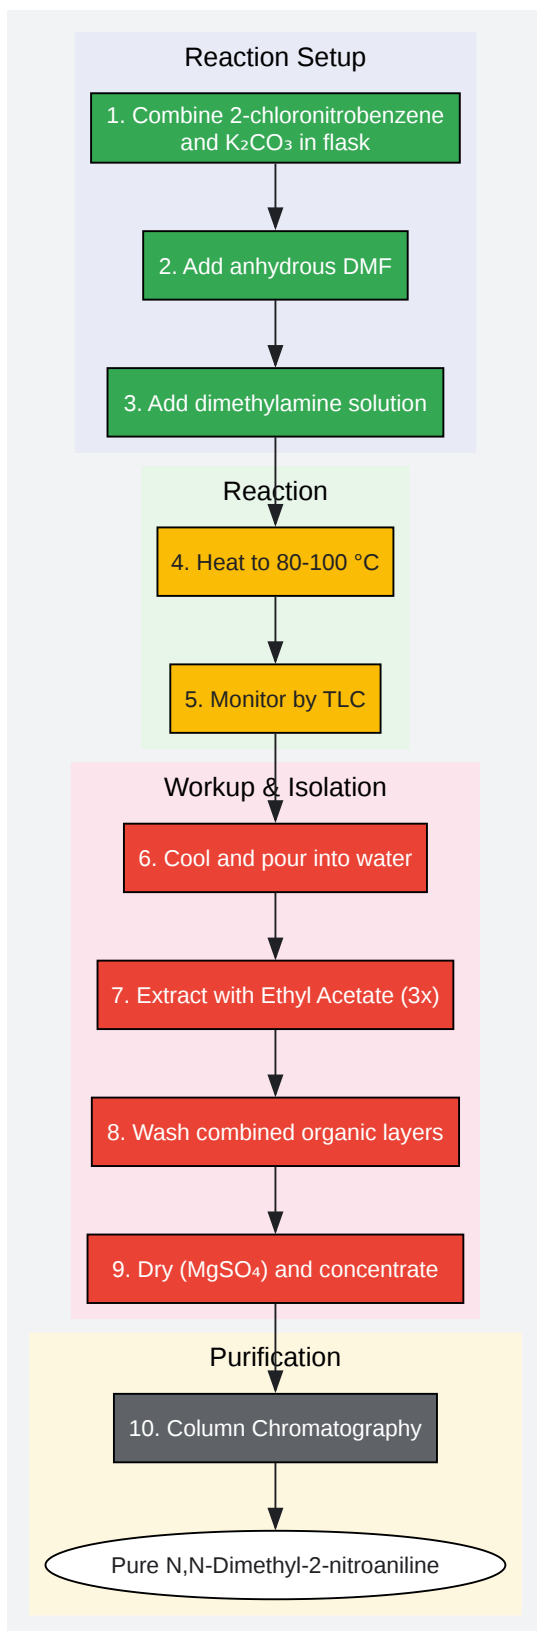 Reaction Setup
1. Combine 2-chloronitrobenzene
and K₂CO₃ in flask
2. Add anhydrous DMF
3. Add dimethylamine solution
Reaction
4. Heat to 80-100 °C
5. Monitor by TLC
Workup & Isolation
6. Cool and pour into water
7. Extract with Ethyl Acetate (3x)
8. Wash combined organic layers
9. Dry (MgSO₄) and concentrate
Purification
10. Column Chromatography
Pure N,N-Dimethyl-2-nitroaniline